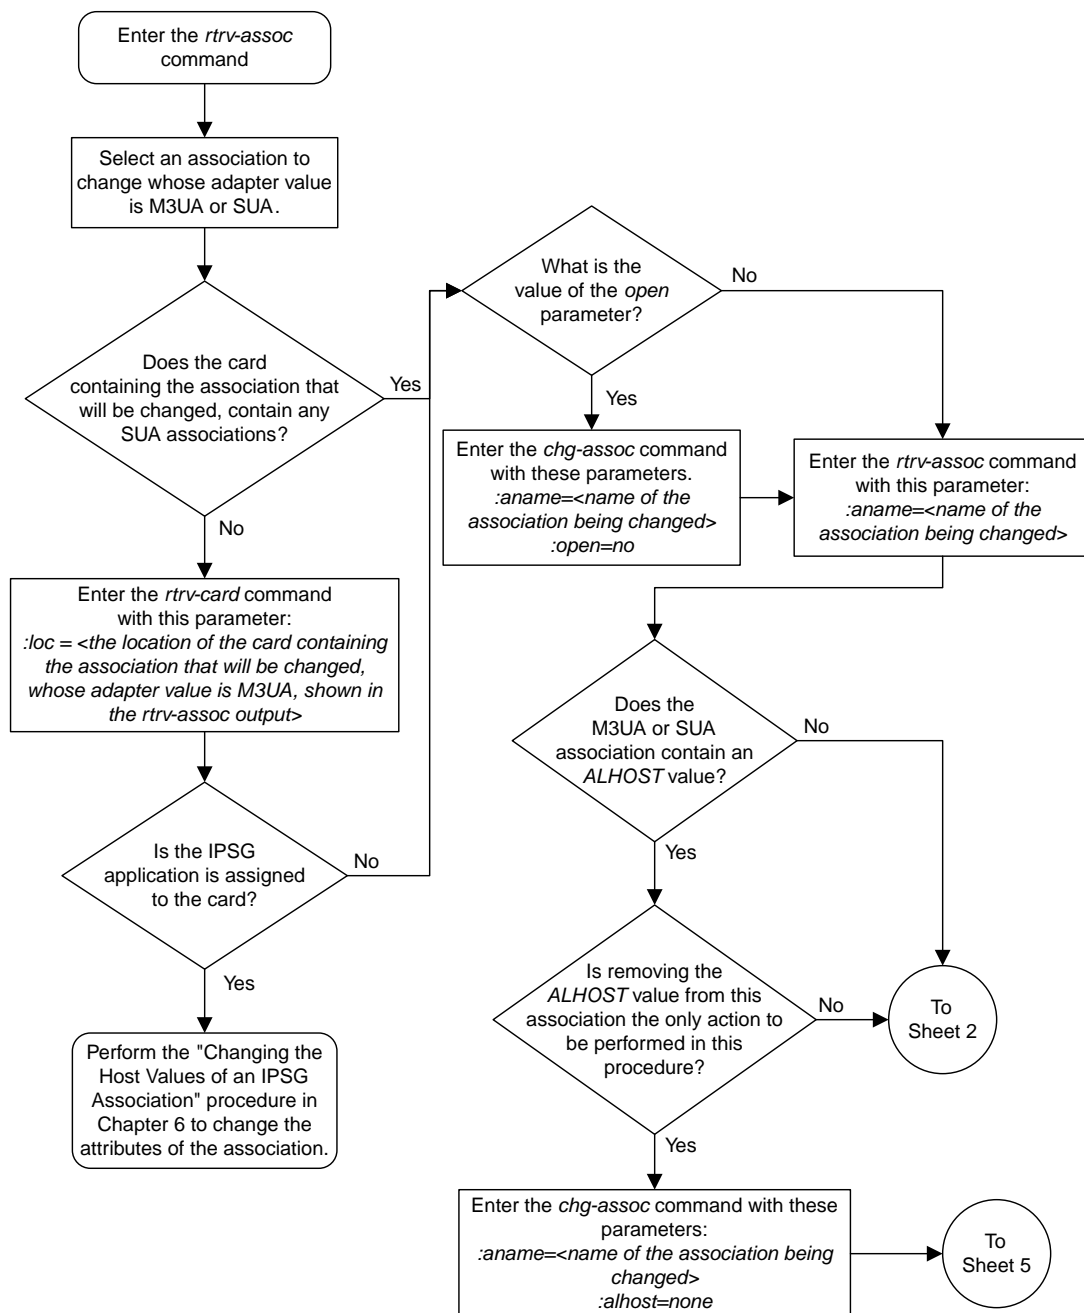 Enter the rtrv-assoc
command
Select an association to
change whose adapter value
is M3UA or SUA.
Does the card
containing the association that
will be changed, contain any
SUA associations?
Yes
No
Enter the rtrv-card command
with this parameter:
:loc = <the location of the card containing
the association that will be changed,
whose adapter value is M3UA, shown in
the rtrv-assoc output>
Is the IPSG
application is assigned
to the card?
No
Yes
Perform the "Changing the
Host Values of an IPSG
Association" procedure in
Chapter 6 to change the
attributes of the association.
What is the
value of the open
parameter?
No
Yes
Enter the chg-assoc command
with these parameters.
:aname=<name of the
association being changed>
:open=no
Enter the rtrv-assoc command
with this parameter:
:aname=<name of the
association being changed>
Does the
M3UA or SUA
association contain an
ALHOST value?
No
Yes
Is removing the
ALHOST value from this
association the only action to
be performed in this
procedure?
No
To
Sheet 2
Yes
Enter the chg-assoc command with these
parameters:
:aname=<name of the association being
changed>
:alhost=none
To
Sheet 5